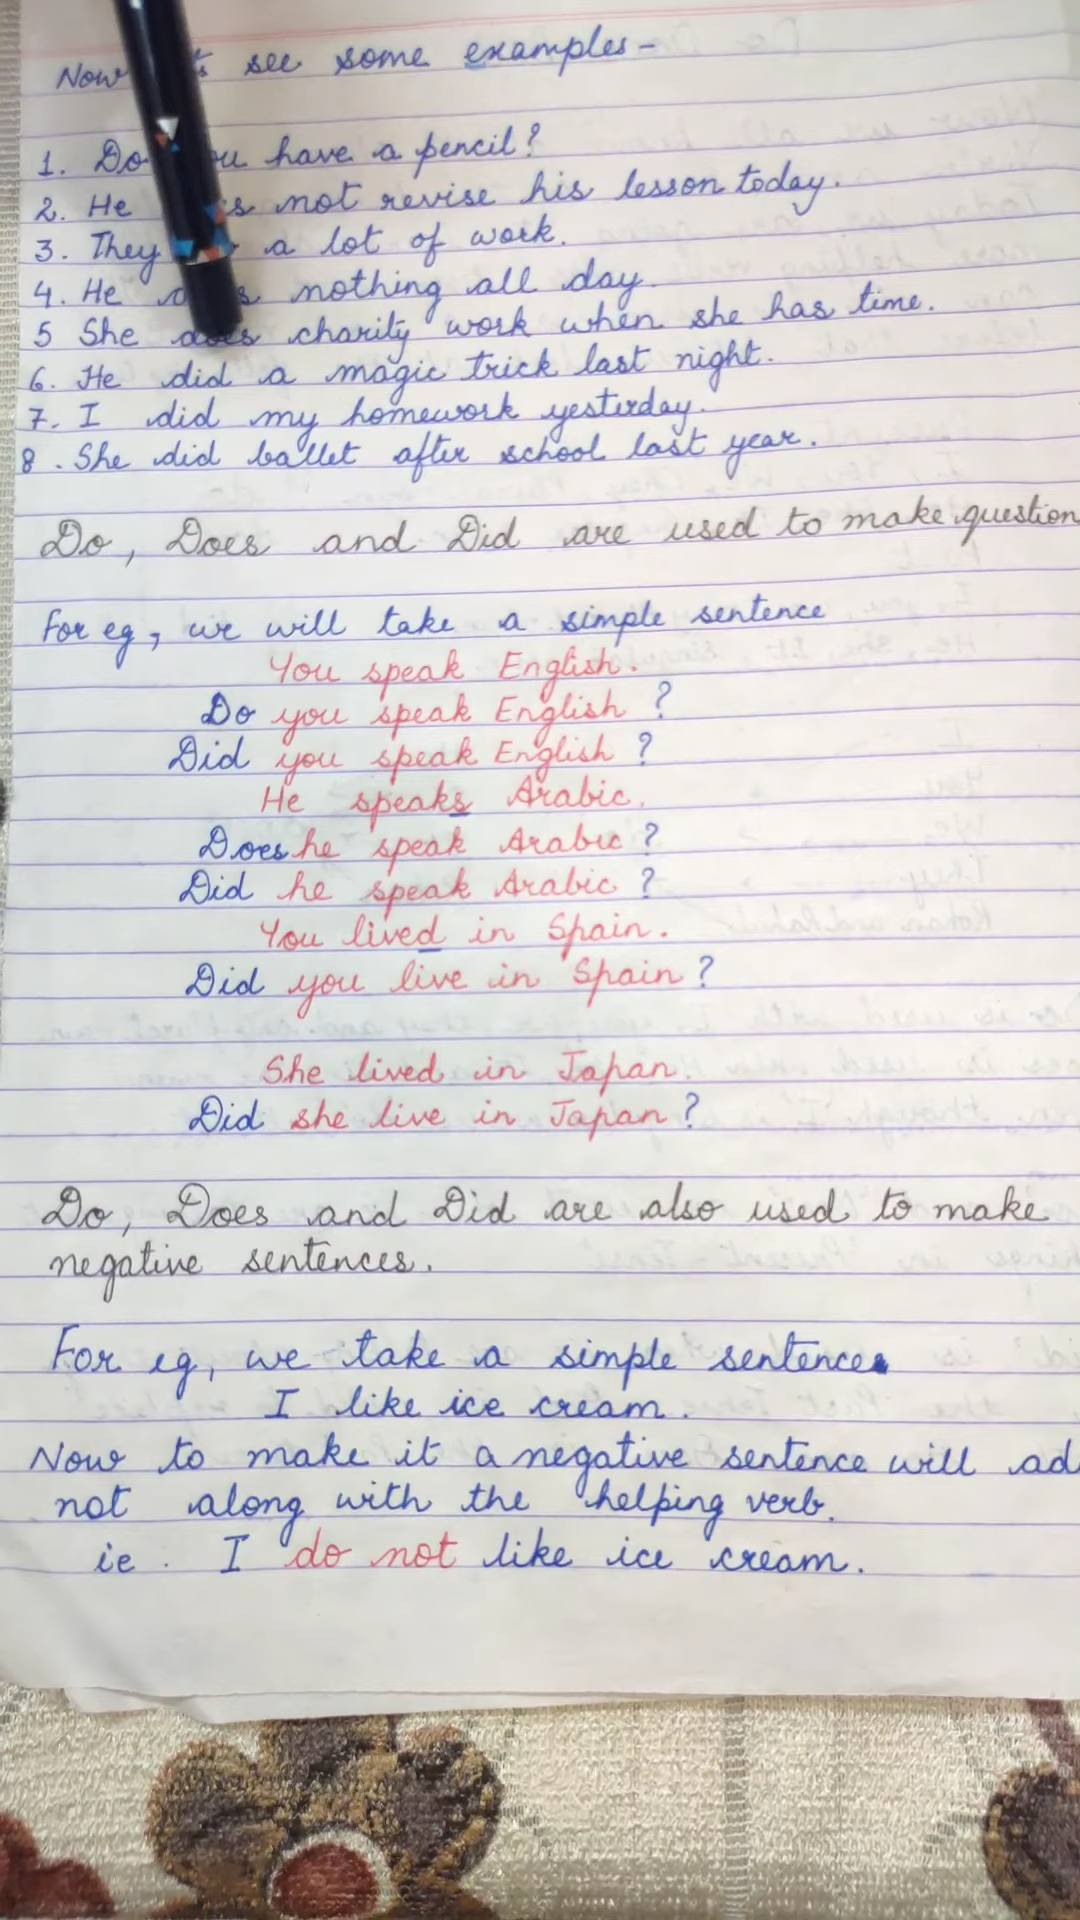 Now see some examples-
1. Do have a pencil?
2. He not revise his lesson today.
3. They a lot of work.
4. He nothing all day.
5 She does charity work when she has time.
6. He did a magic trick last night.
7. I did my homework yesterday.
8. She did ballet after school last year.
Do, Does and Did are used to make question
For eg, we will take a simple sentence
You speak English.
Do you speak English ?
Did you speak English ?
He speaks Arabic.
Does he speak Arabic ?
Did he speak Arabic ?
You lived in Spain.
Did you live in Spain ?
She lived in Japan.
Did she live in Japan ?
Do, Does and Did are also used to make
negative sentences.
For eg, we take a simple sentence
I like ice cream.
Now to make it a negative sentence will ad
not along with the helping verb.
ie. I do not like ice cream.